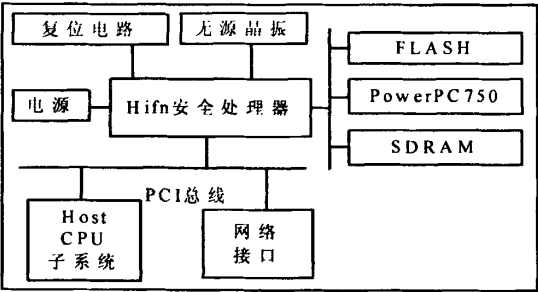 复位电路
无源晶振
FLASH
电源
Hifn安全处理器
PowerPC750
SDRAM
PCI总线
Host
CPU
子系统
网络
接口